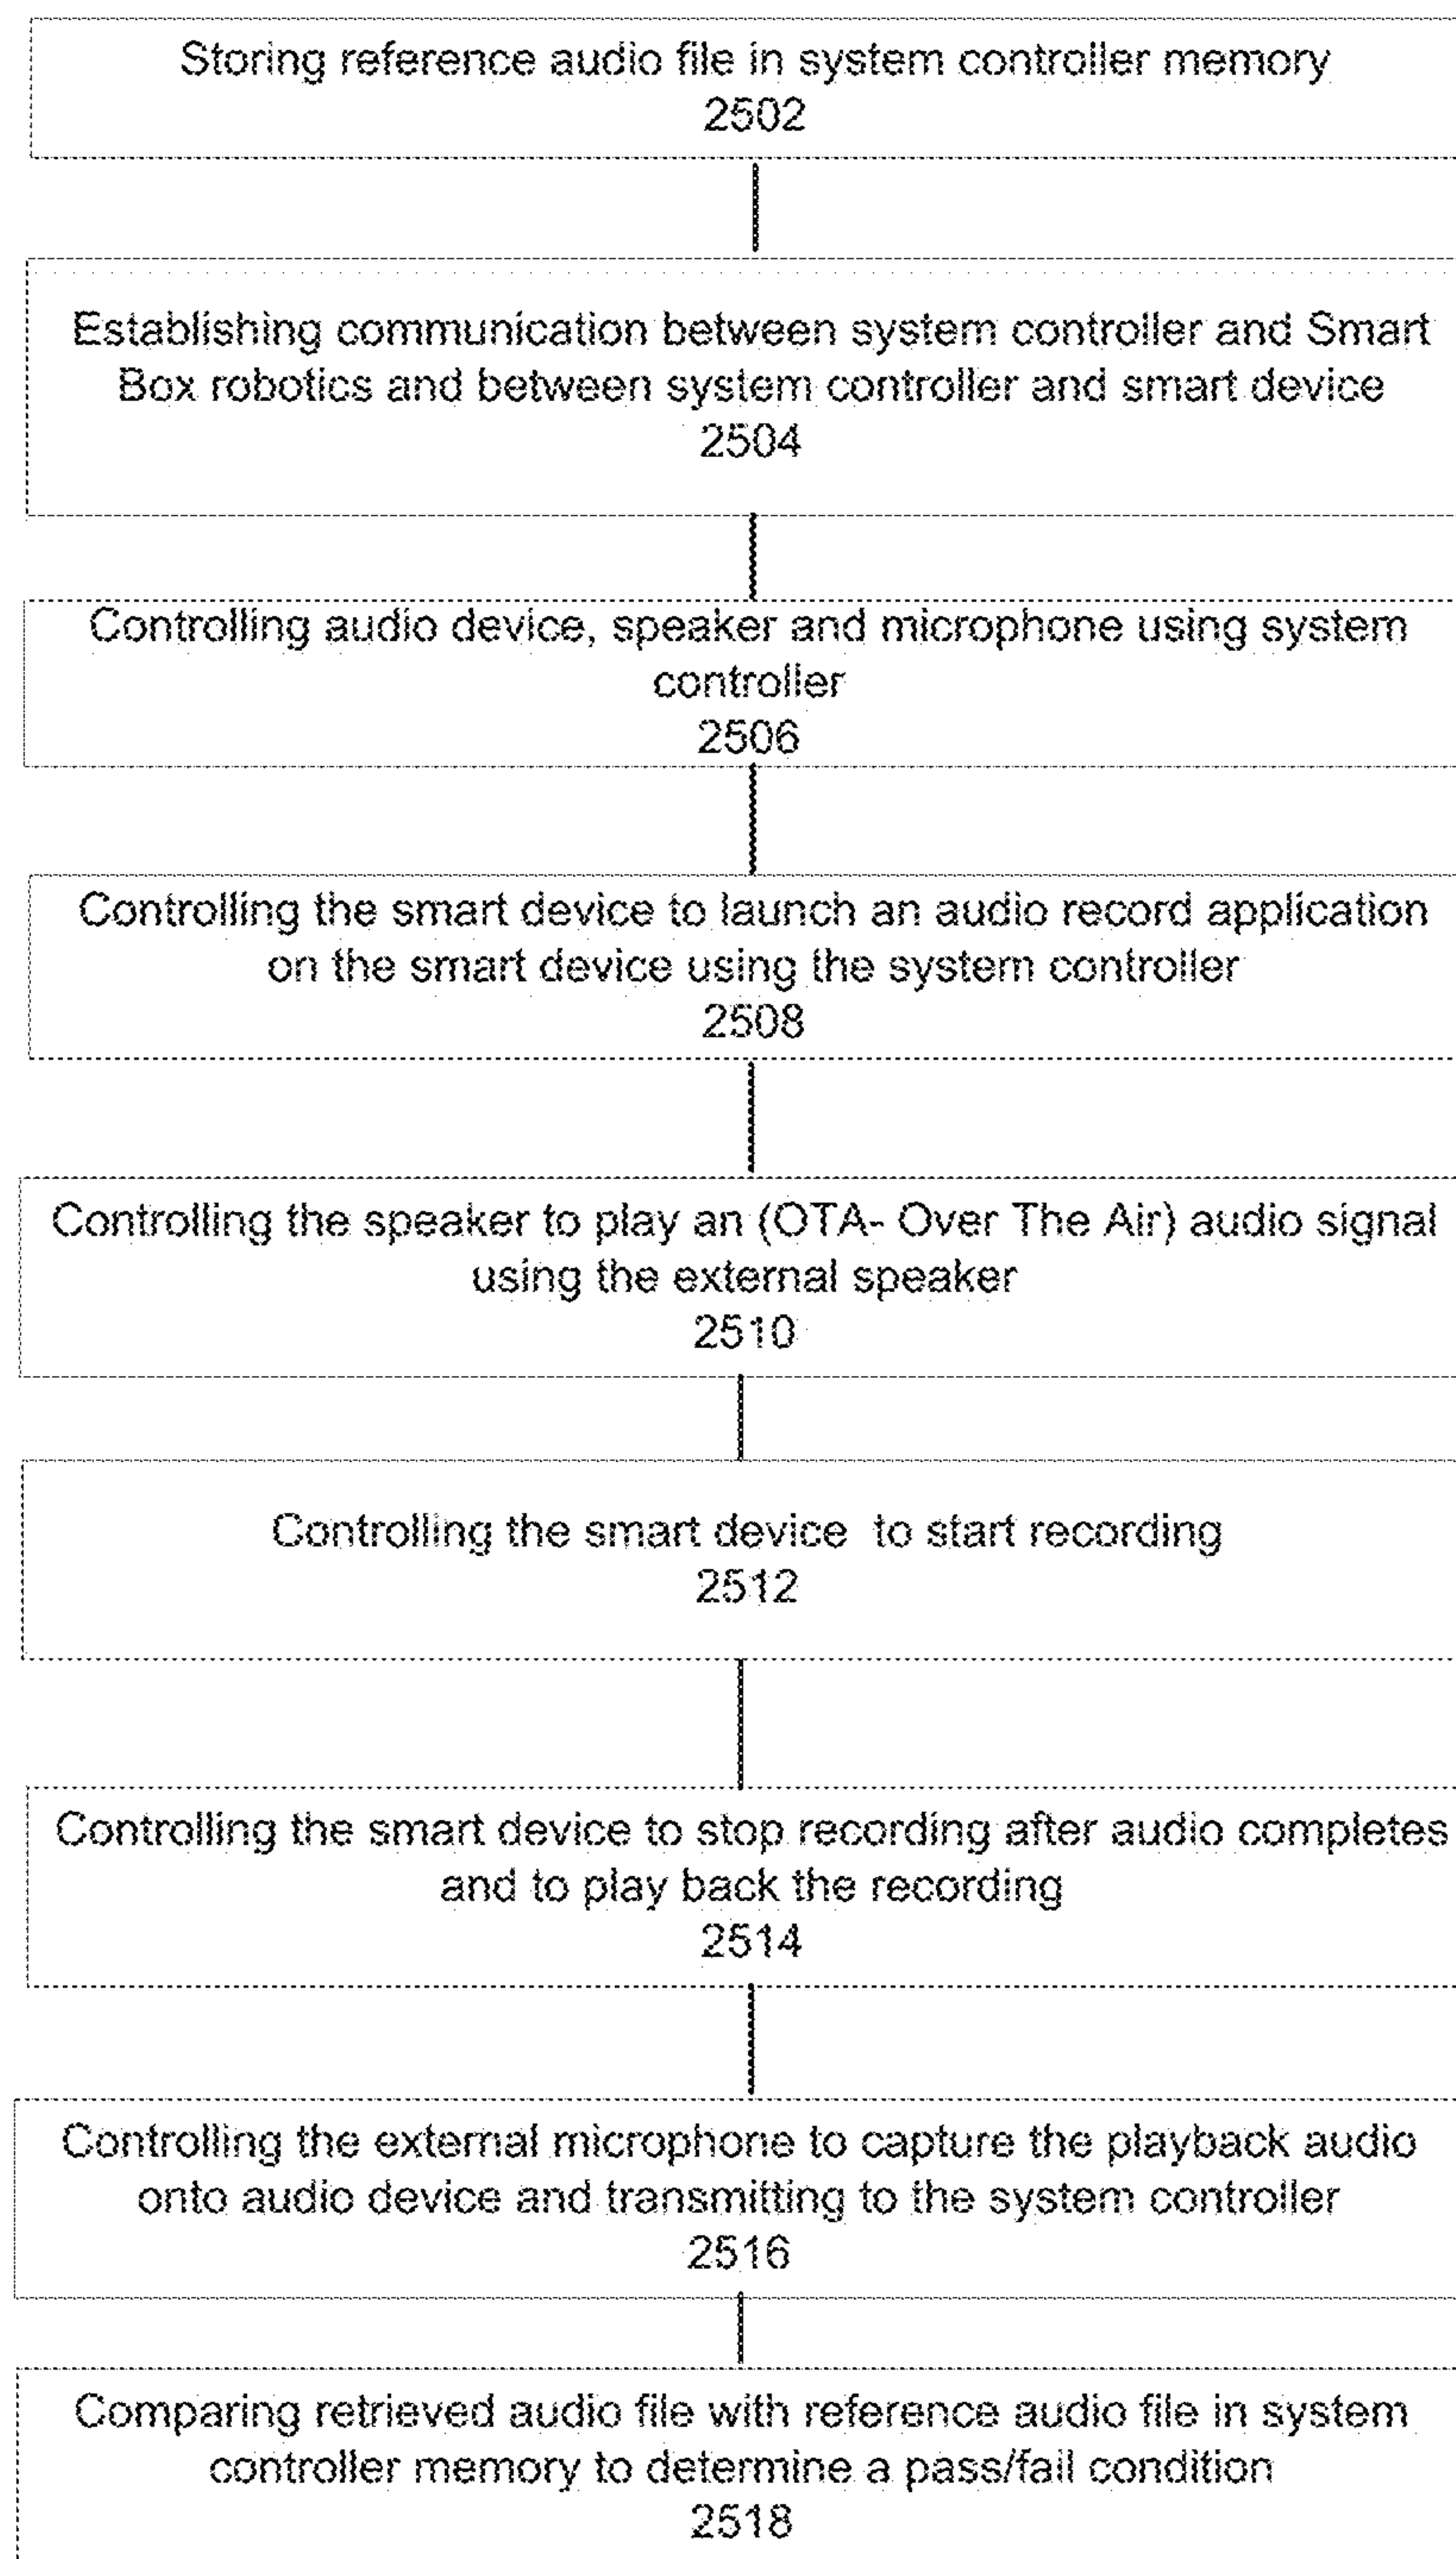 Storing reference audio file in system controller memory
2502
Establishing communication between system controller and Smart
Box robotics and between system controller and smart device
2504
Controlling audio device, speaker and microphone using system
controller
2506
Controlling the smart device to launch an audio record application
on the smart device using the system controller
2508
Controlling the speaker to play an (OTA- Over The Air) audio signal
using the external speaker
2510
Controlling the smart device  to start recording
2512
Controlling the smart device to stop recording after audio completes
and to play back the recording
2514
Controlling the external microphone to capture the playback audio
onto audio device and transmitting to the system controller
2516
Comparing retrieved audio file with reference audio file in system
controller memory to determine a pass/fail condition
2518